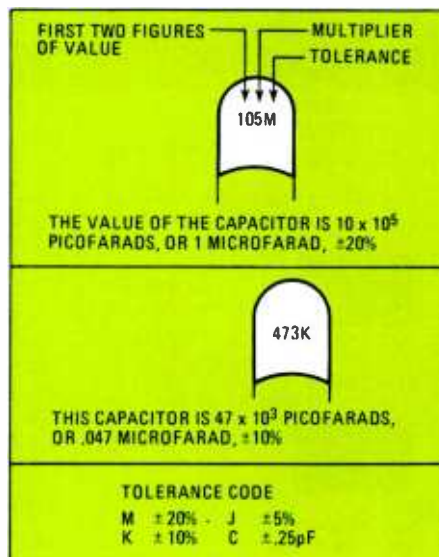 FIRST TWO FIGURES
OF VALUE
MULTIPLIER
TOLERANCE
105M
THE VALUE OF THE CAPACITOR IS 10 x 10⁵
PICOFARADS, OR 1 MICROFARAD, ±20%
473K
THIS CAPACITOR IS 47 x 10³ PICOFARADS,
OR .047 MICROFARAD, ±10%
TOLERANCE CODE
M ±20% - J ±5%
K ±10% C ±.25pF